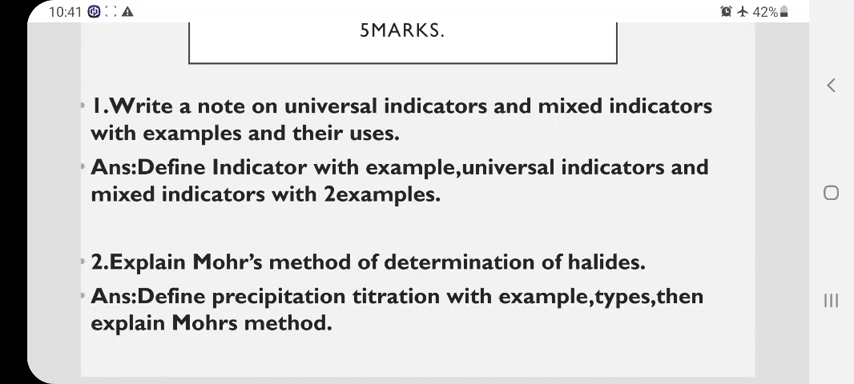 10:41
42%
5MARKS.
1.Write a note on universal indicators and mixed indicators
with examples and their uses.
Ans:Define Indicator with example,universal indicators and
mixed indicators with 2examples.
2.Explain Mohr's method of determination of halides.
Ans:Define precipitation titration with example,types,then
explain Mohrs method.